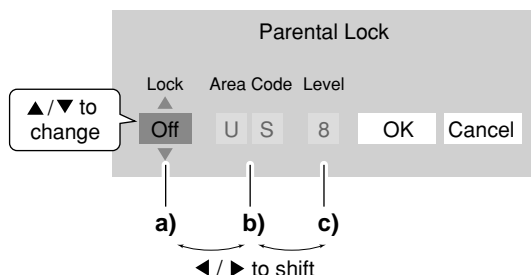 Parental Lock
Lock Area Code Level
▲/▼ to
change
Off U S 8 OK Cancel
a) b) c)
◀ / ▶ to shift